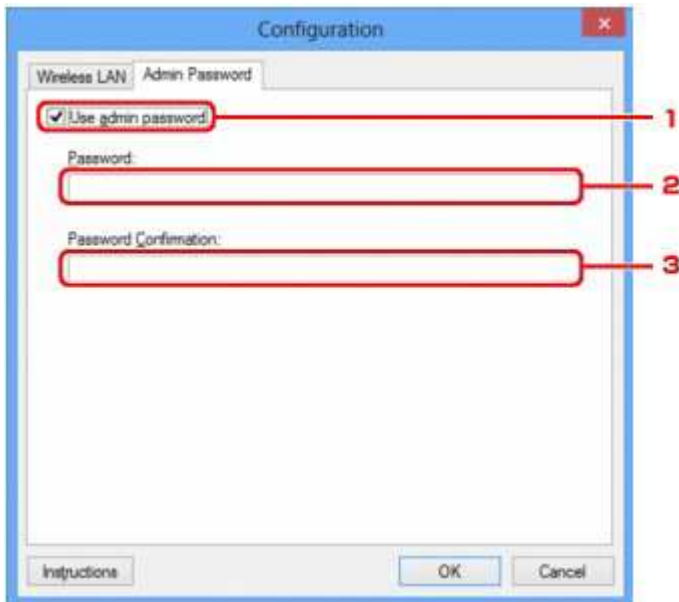 Configuration
Wireless LAN
Admin Password
Use admin password
1
Password:
2
Password Confirmation:
3
Instructions
OK
Cancel